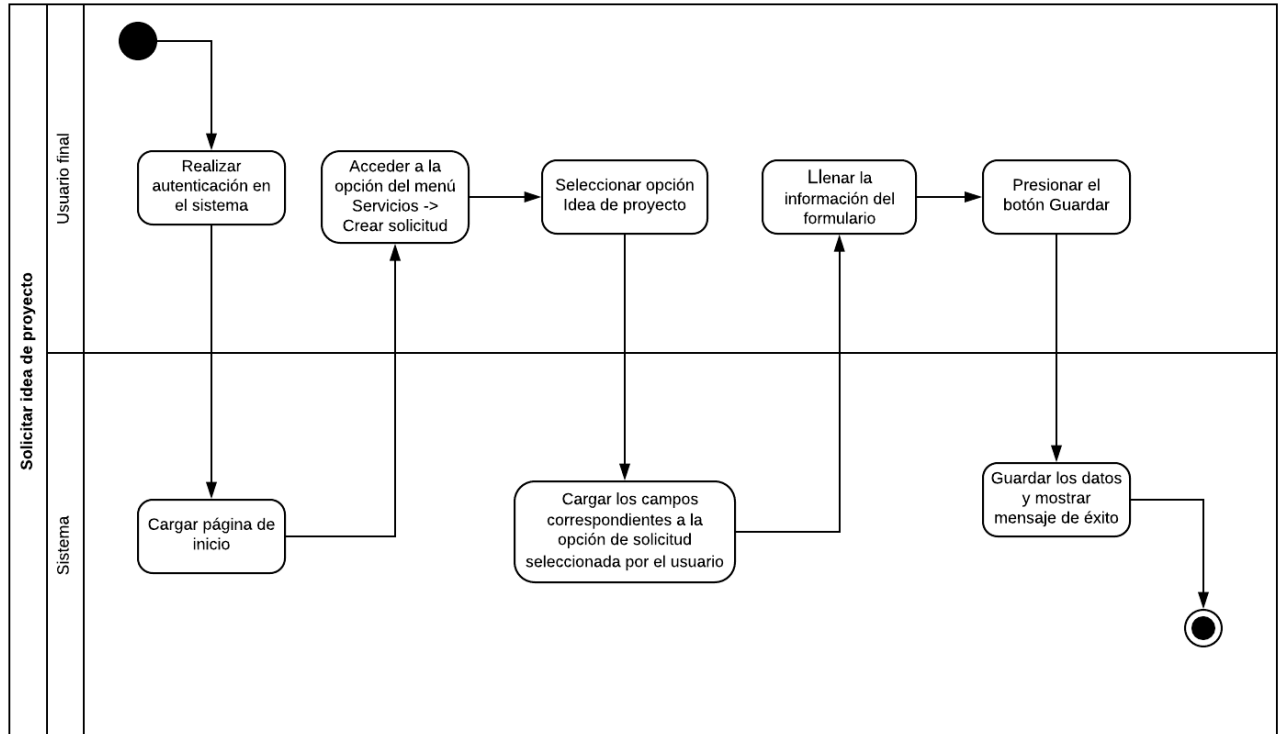 Solicitar idea de proyecto
Usuario final
Realizar
autenticación en
el sistema
Acceder a la
opción del menú
Servicios ->
Crear solicitud
Seleccionar opción
Idea de proyecto
Llenar la
información del
formulario
Presionar el
botón Guardar
Sistema
Cargar página de
inicio
Cargar los campos
correspondientes a la
opción de solicitud
seleccionada por el usuario
Guardar los datos
y mostrar
mensaje de éxito